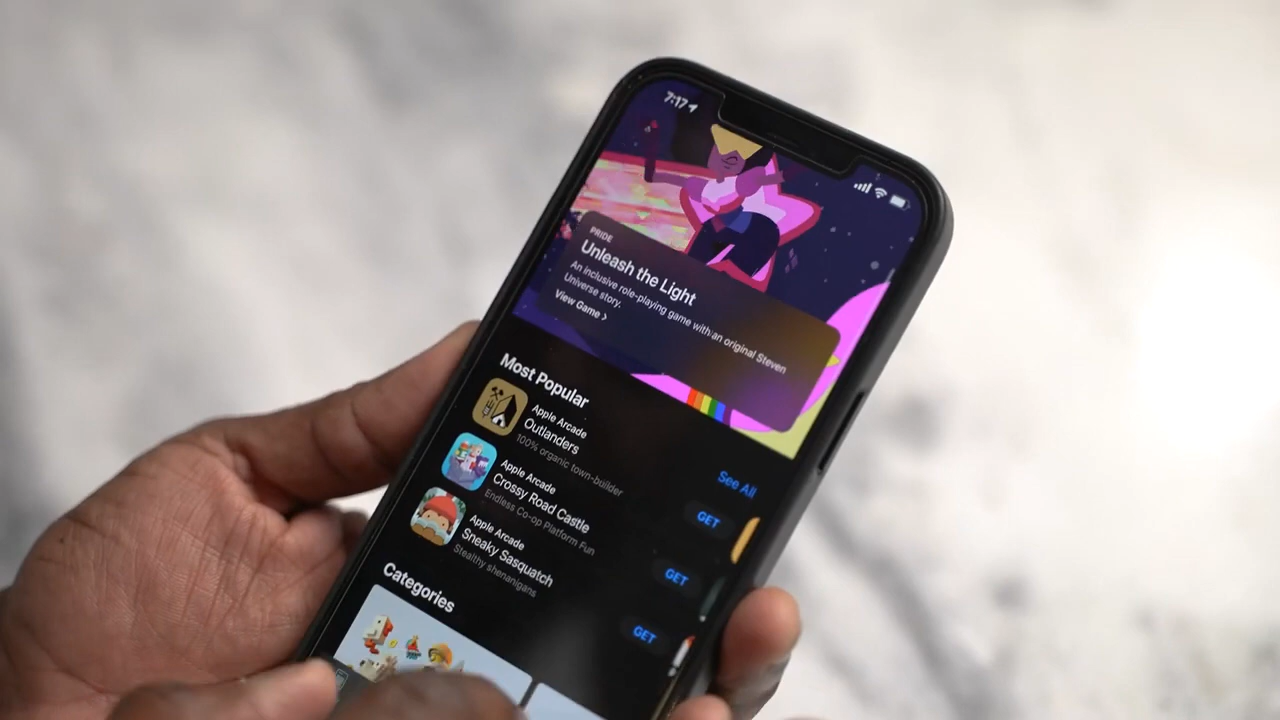 7:17
PRIDE
Unleash the Light
An inclusive role-playing game with an original Steven
Universe story.
View Game >
Most Popular
See All
Apple Arcade
Outlanders
100% organic town-builder
GET
Apple Arcade
Crossy Road Castle
Endless Co-op Platform Fun
GET
Apple Arcade
Sneaky Sasquatch
Stealthy shenanigans
GET
Categories